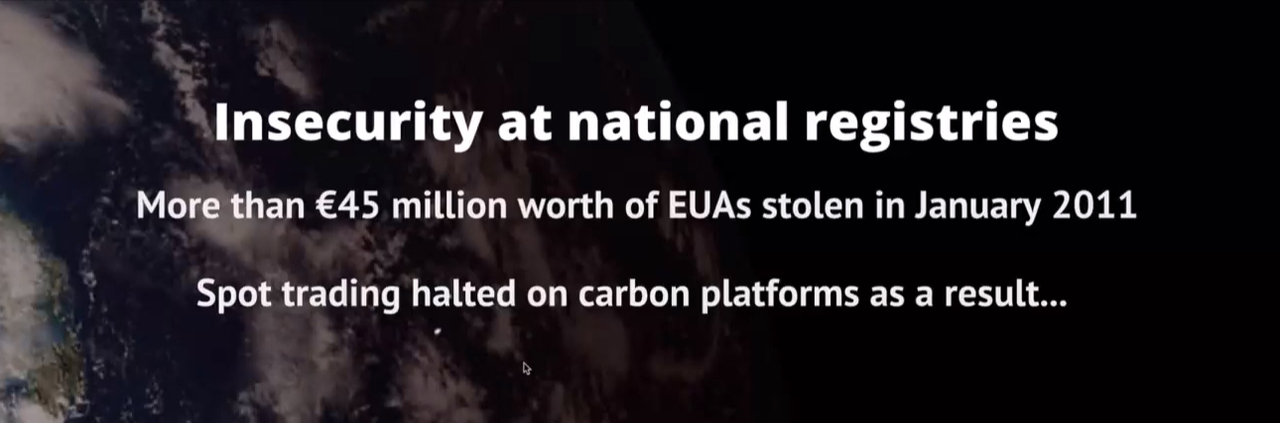 Insecurity at national registries
More than €45 million worth of EUAs stolen in January 2011
Spot trading halted on carbon platforms as a result...